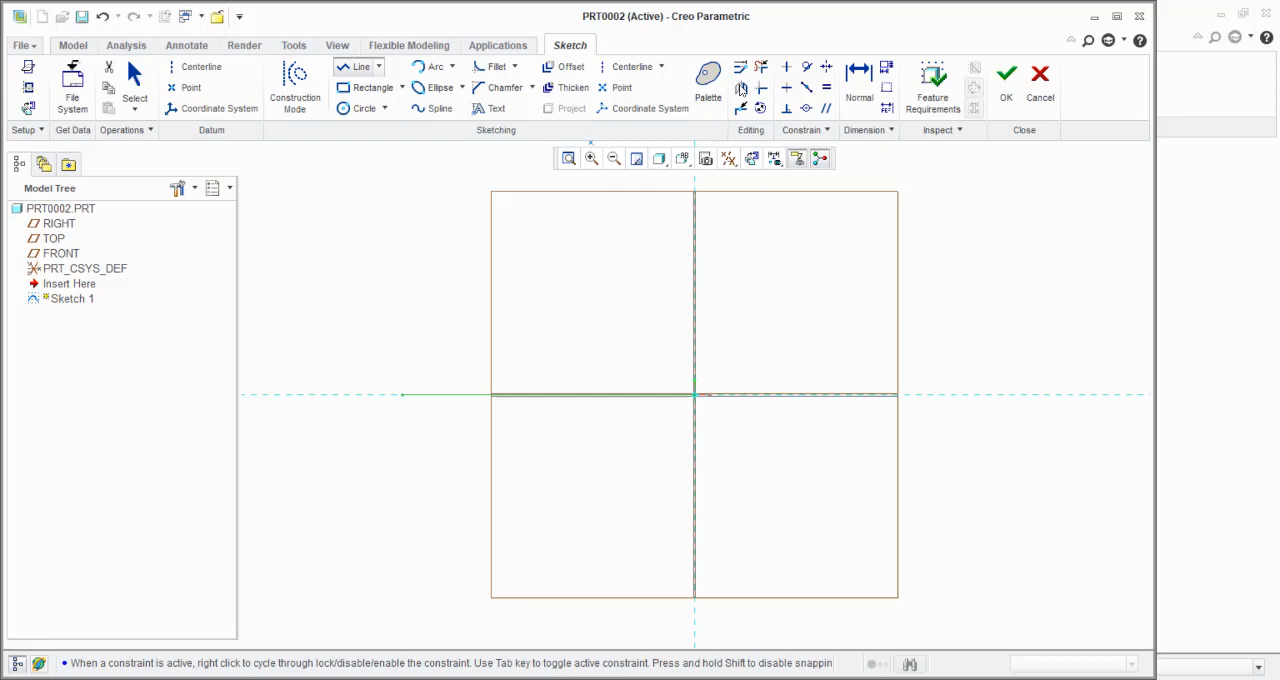 PRT0002 (Active) - Creo Parametric
File Model Analysis Annotate Render Tools View Flexible Modeling Applications Sketch
Centerline Line Arc Fillet Offset Centerline
Point Rectangle Ellipse Chamfer Thicken Point
Coordinate System Circle Spline Text Project Coordinate System
File System
Select
Construction Mode
Palette
Normal
Feature Requirements
OK
Cancel
Setup Get Data Operations Datum Sketching Editing Constrain Dimension Inspect Close
Model Tree
PRT0002.PRT
RIGHT
TOP
FRONT
PRT_CSYS_DEF
Insert Here
Sketch 1
When a constraint is active, right click to cycle through lock/disable/enable the constraint. Use Tab key to toggle active constraint. Press and hold Shift to disable snappin